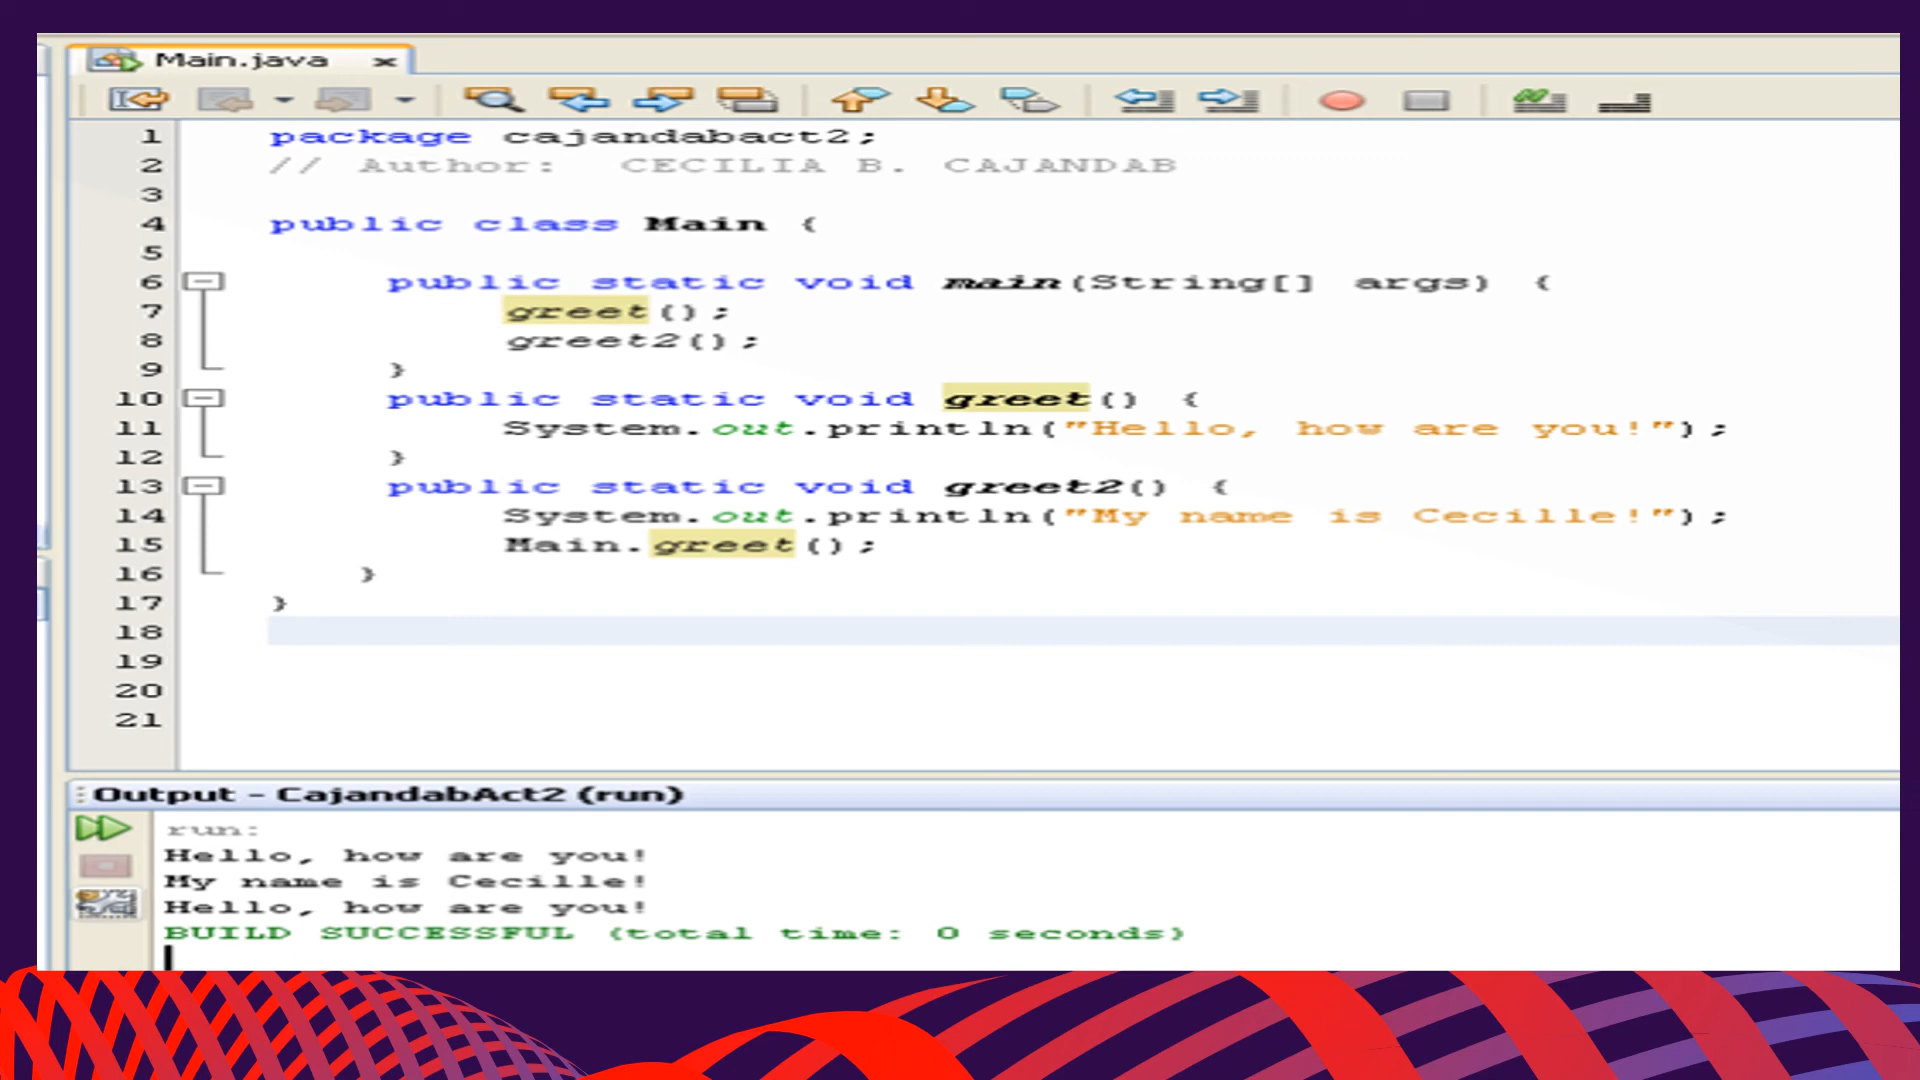 Main.java
1 package cajandabact2;
2 // Author: CECILIA B. CAJANDAB
3
4 public class Main {
5
6 public static void main(String[] args) {
7 greet();
8 greet2();
9 }
10 public static void greet() {
11 System.out.println("Hello, how are you!");
12 }
13 public static void greet2() {
14 System.out.println("My name is Cecille!");
15 Main.greet();
16 }
17 }
18
19
20
21
Output - CajandabAct2 (run)
run:
Hello, how are you!
My name is Cecille!
Hello, how are you!
BUILD SUCCESSFUL (total time: 0 seconds)